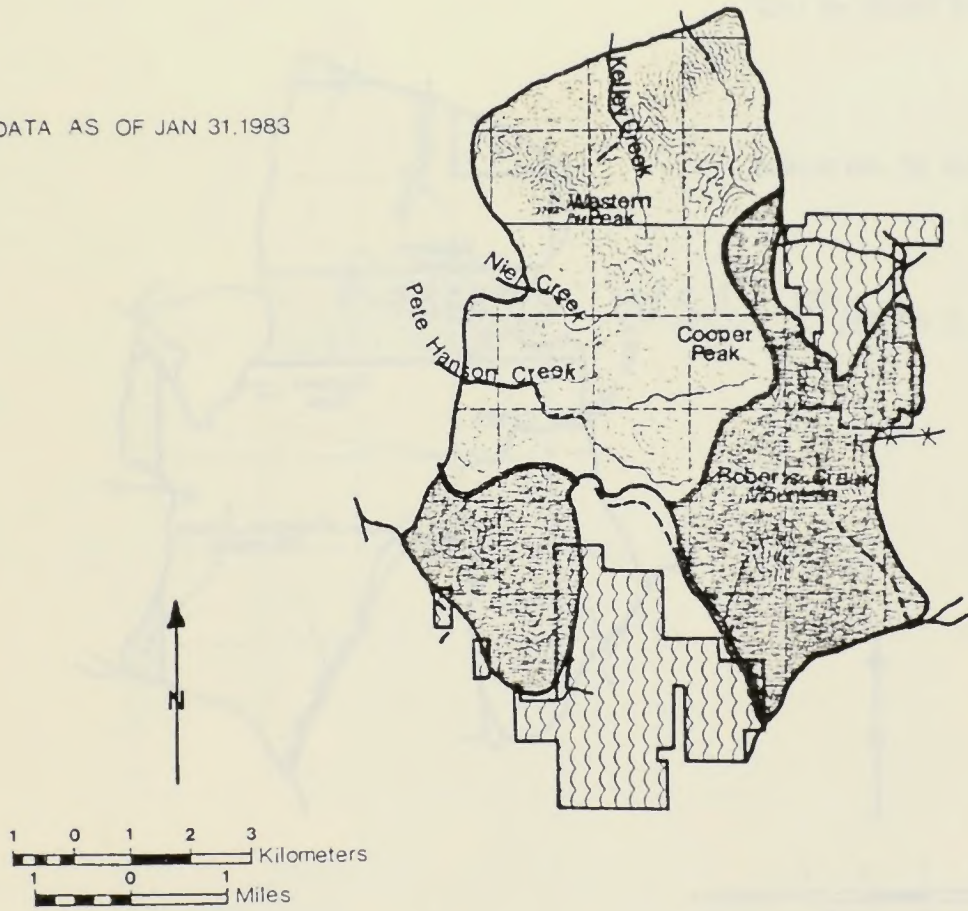 DATA AS OF JAN 31.1983
Kelley Creek
Western
Peak
Niel Creek
Pete Hanson Creek
Cooper
Peak
Roberts Creek
Mountain
N
1 0 1 2 3
Kilometers
1 0 1
Miles